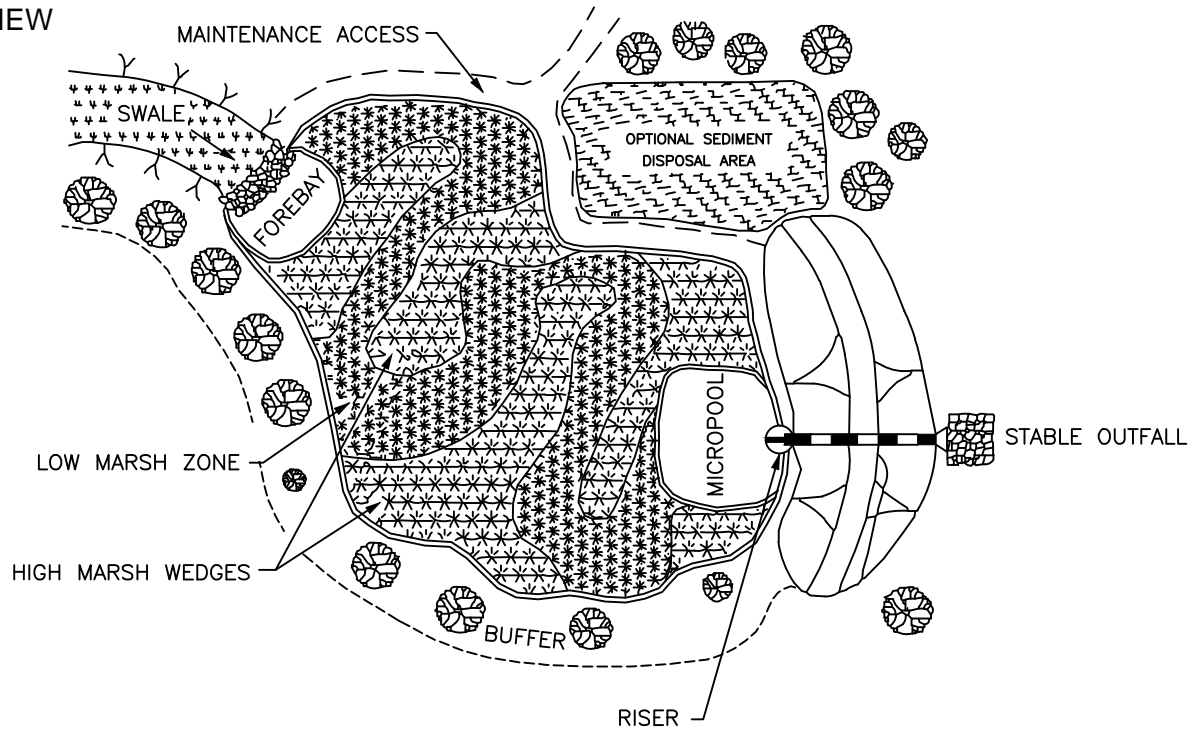 MAINTENANCE ACCESS
SWALE
OPTIONAL SEDIMENT
DISPOSAL AREA
FOREBAY
MICROPOOL
STABLE OUTFALL
LOW MARSH ZONE
HIGH MARSH WEDGES
BUFFER
RISER